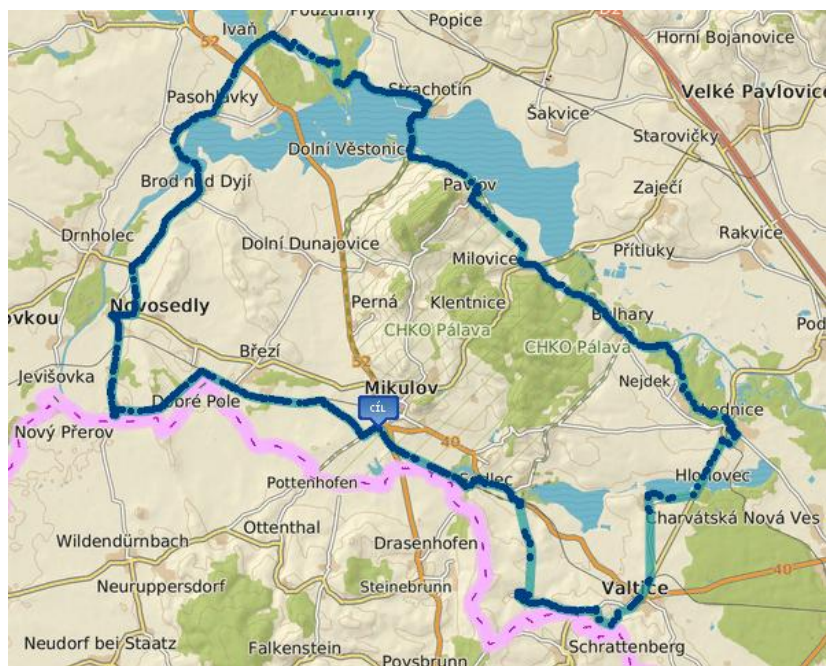 Pouzdřany
Ivaň
Popice
52
Horní Bojanovice
52
Pasohlávky
Strachotín
Velké Pavlovice
Šakvice
Starovičky
Dolní Věstonic
Brod nad Dyjí
Pavlov
Zaječí
Drnholec
Dolní Dunajovice
Rakvice
Milovice
Přítluky
Novosedly
ovkou
Perná
Klentnice
Bulhary
CHKO Pálava
Pod
CHKO Pálava
Březí
52
Jevišovka
Mikulov
Nejdek
Dobré Pole
CÍL
Lednice
Nový Přerov
40
Sedlec
Hlohovec
Pottenhofen
Charvátská Nová Ves
Ottenthal
Wildendürnbach
Drasenhofen
40
Neuruppersdorf
Steinebrunn
Valtice
Neudorf bei Staatz
Falkenstein
Schrattenberg
Poysbrunn